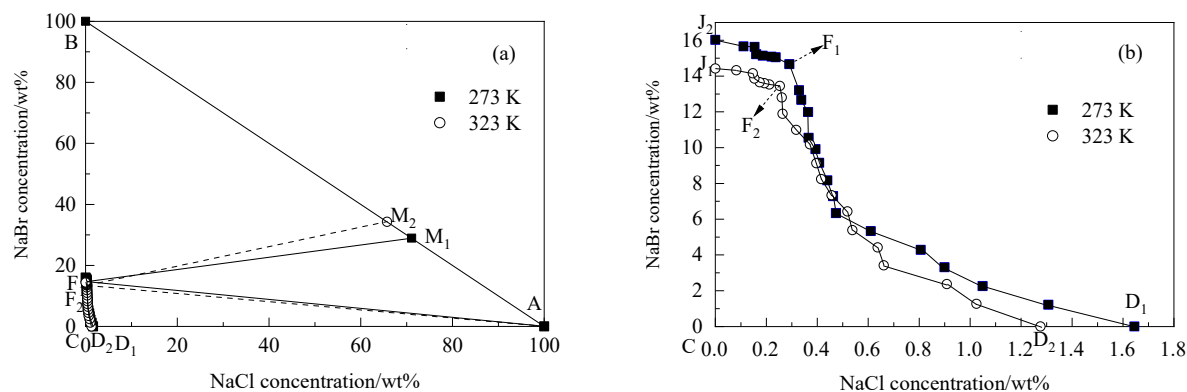 100
B
(a)
80
273 K
323 K
60
NaBr concentration/wt%
40
M2
M1
20
F
F2
A
0
C 0 D2 D1 20 40 60 80 100
NaCl concentration/wt%
J2
16
F1
(b)
J
14
12
F2
273 K
323 K
10
NaBr concentration/wt%
8
6
4
2
D1
0
C 0.0 0.2 0.4 0.6 0.8 1.0 1.2 D2 1.4 1.6 1.8
NaCl concentration/wt%